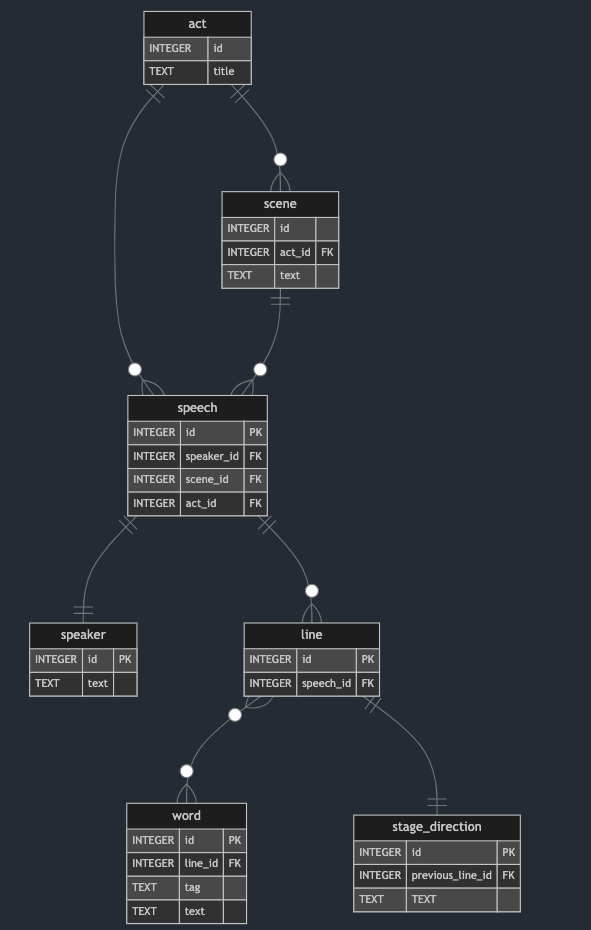 act
INTEGER id
TEXT title
scene
INTEGER id
INTEGER act_id FK
TEXT text
speech
INTEGER id PK
INTEGER speaker_id FK
INTEGER scene_id FK
INTEGER act_id FK
speaker
INTEGER id PK
TEXT text
line
INTEGER id PK
INTEGER speech_id FK
word
INTEGER id PK
INTEGER line_id FK
TEXT tag
TEXT text
stage_direction
INTEGER id PK
INTEGER previous_line_id FK
TEXT TEXT